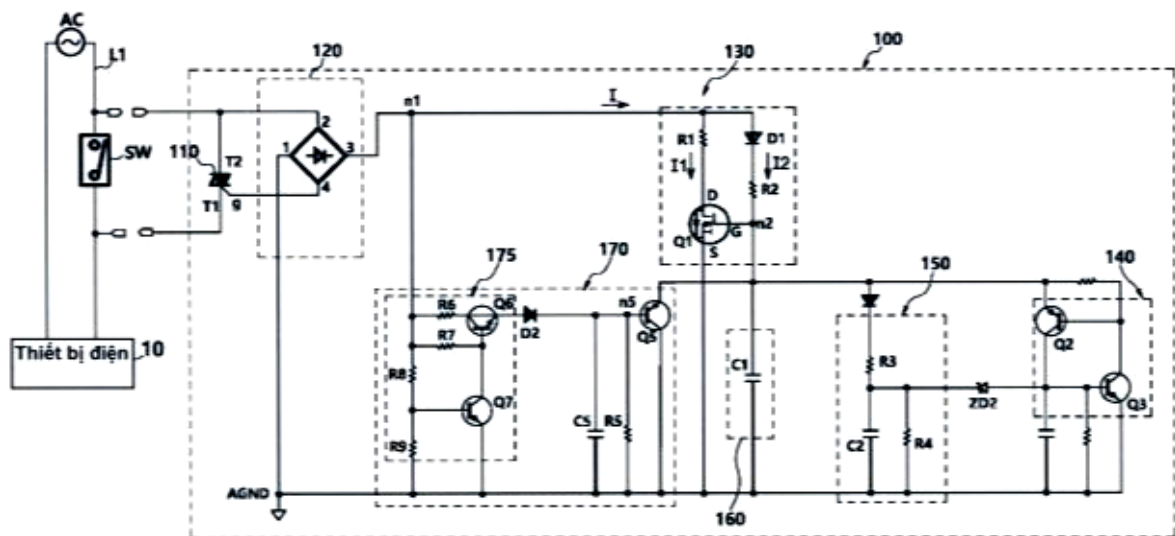 AC
L1
120
130
100
n1
I
2
1
3
4
SW
110
T2
T1
g
R1
D1
I1
I2
R2
D
Q1
G
n2
S
175
170
150
140
R6
Q6
n5
R7
D2
Q5
Q2
Thiết bị điện
10
R8
C1
R3
Q7
ZD2
Q3
R9
C5
R5
C2
R4
AGND
160